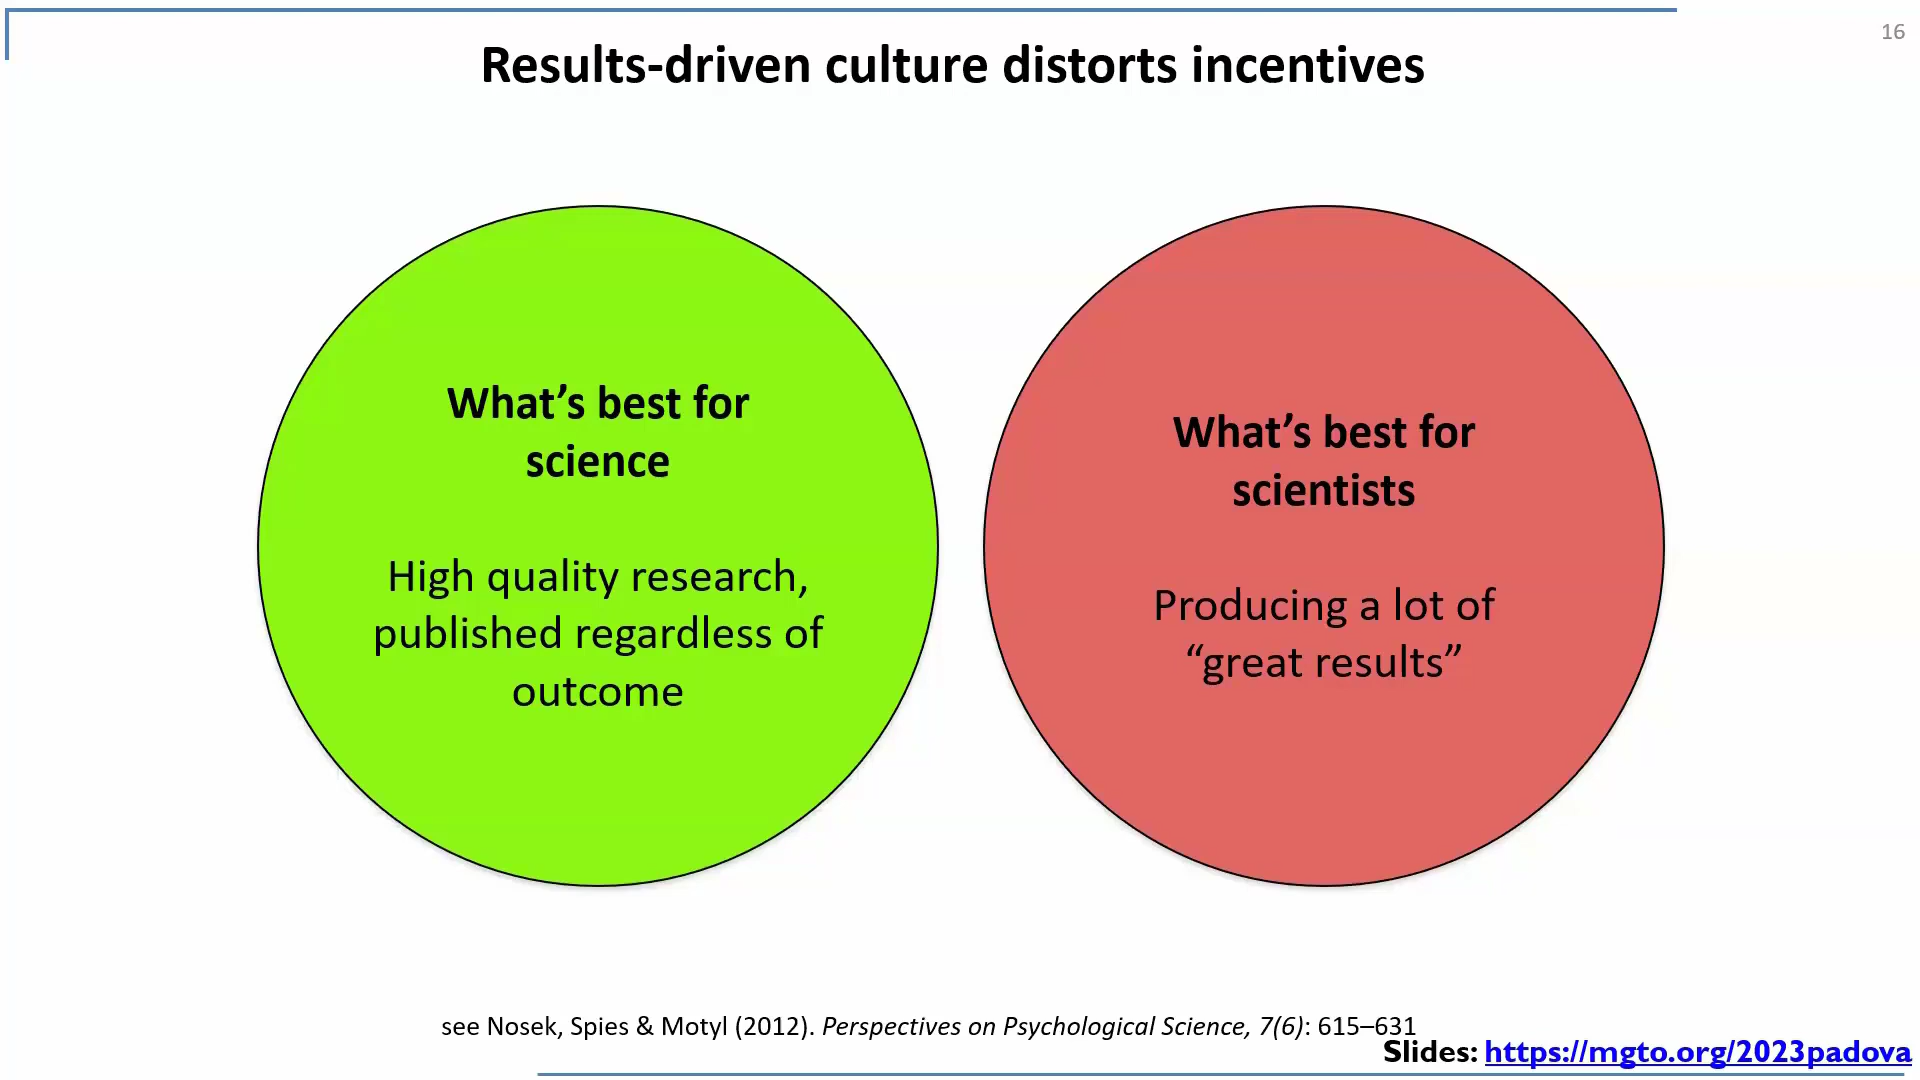 16
Results-driven culture distorts incentives
What’s best for
science
High quality research,
published regardless of
outcome
What’s best for
scientists
Producing a lot of
“great results”
see Nosek, Spies & Motyl (2012). Perspectives on Psychological Science, 7(6): 615–631
Slides: https://mgto.org/2023padova